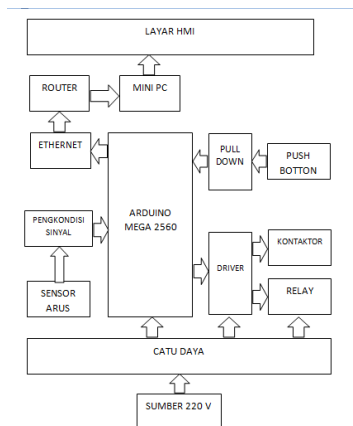 LAYAR HMI
ROUTER
MINI PC
ETHERNET
PULL
DOWN
PUSH
BOTTON
ARDUINO
MEGA 2560
PENGKONDISI
SINYAL
SENSOR
ARUS
DRIVER
KONTAKTOR
RELAY
CATU DAYA
SUMBER 220 V